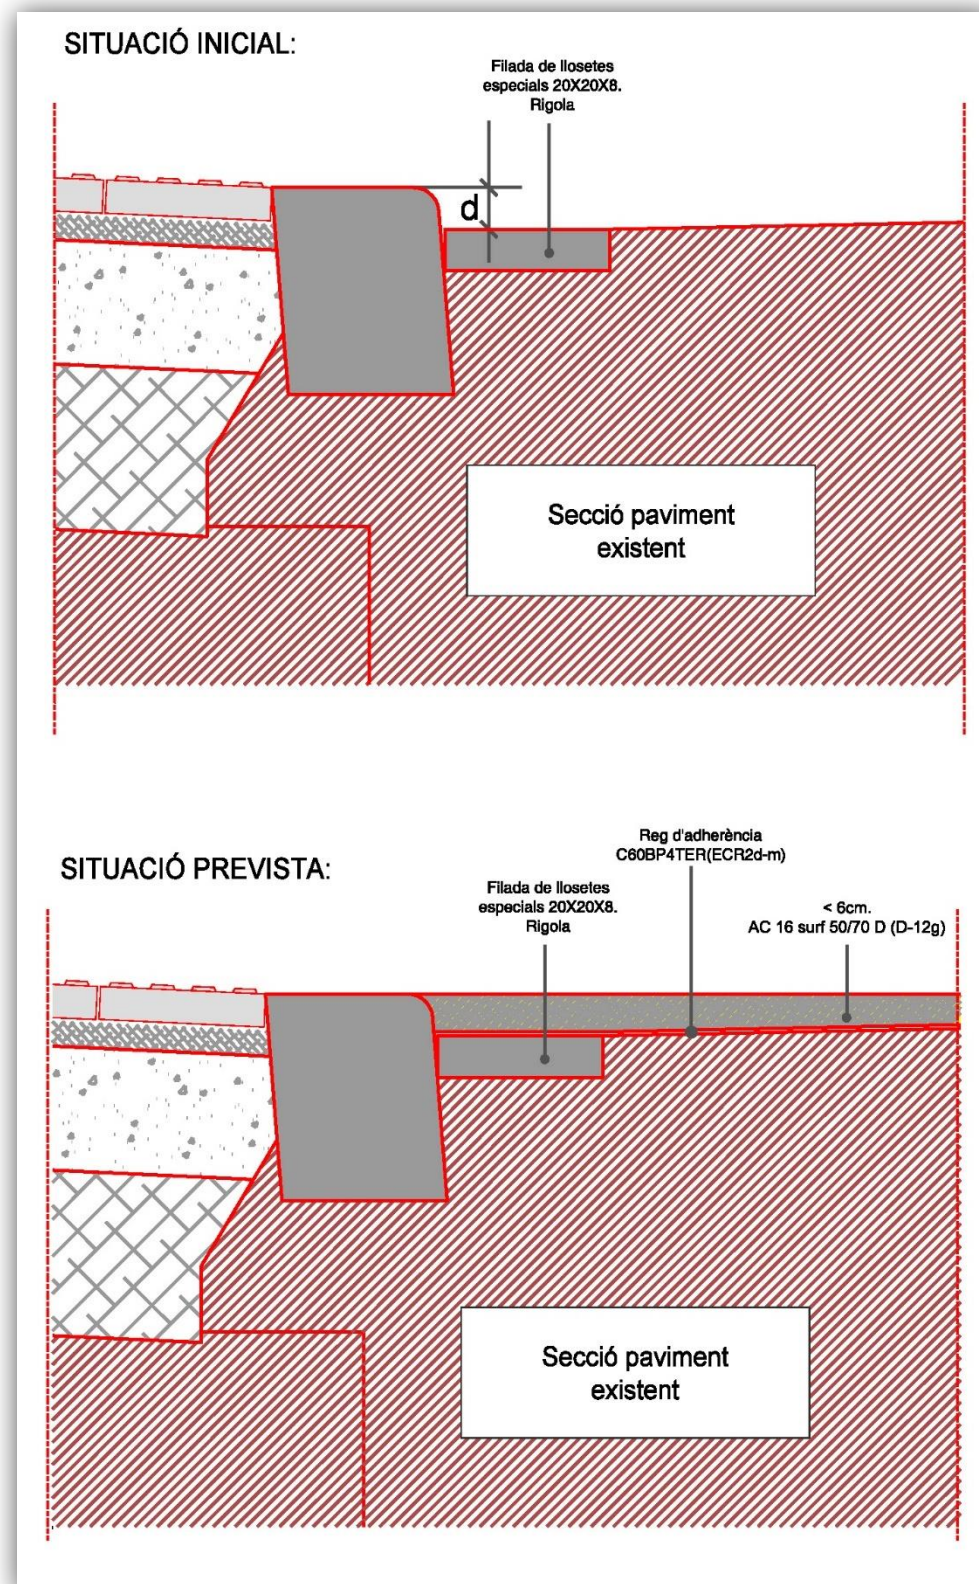 SITUACIÓ INICIAL:
Filada de llosetes
especials 20X20X8.
Rigola
d
Secció paviment
existent
SITUACIÓ PREVISTA:
Reg d'adherència
C60BP4TER(ECR2d-m)
Filada de llosetes
especials 20X20X8.
Rigola
< 6cm.
AC 16 surf 50/70 D (D-12g)
Secció paviment
existent